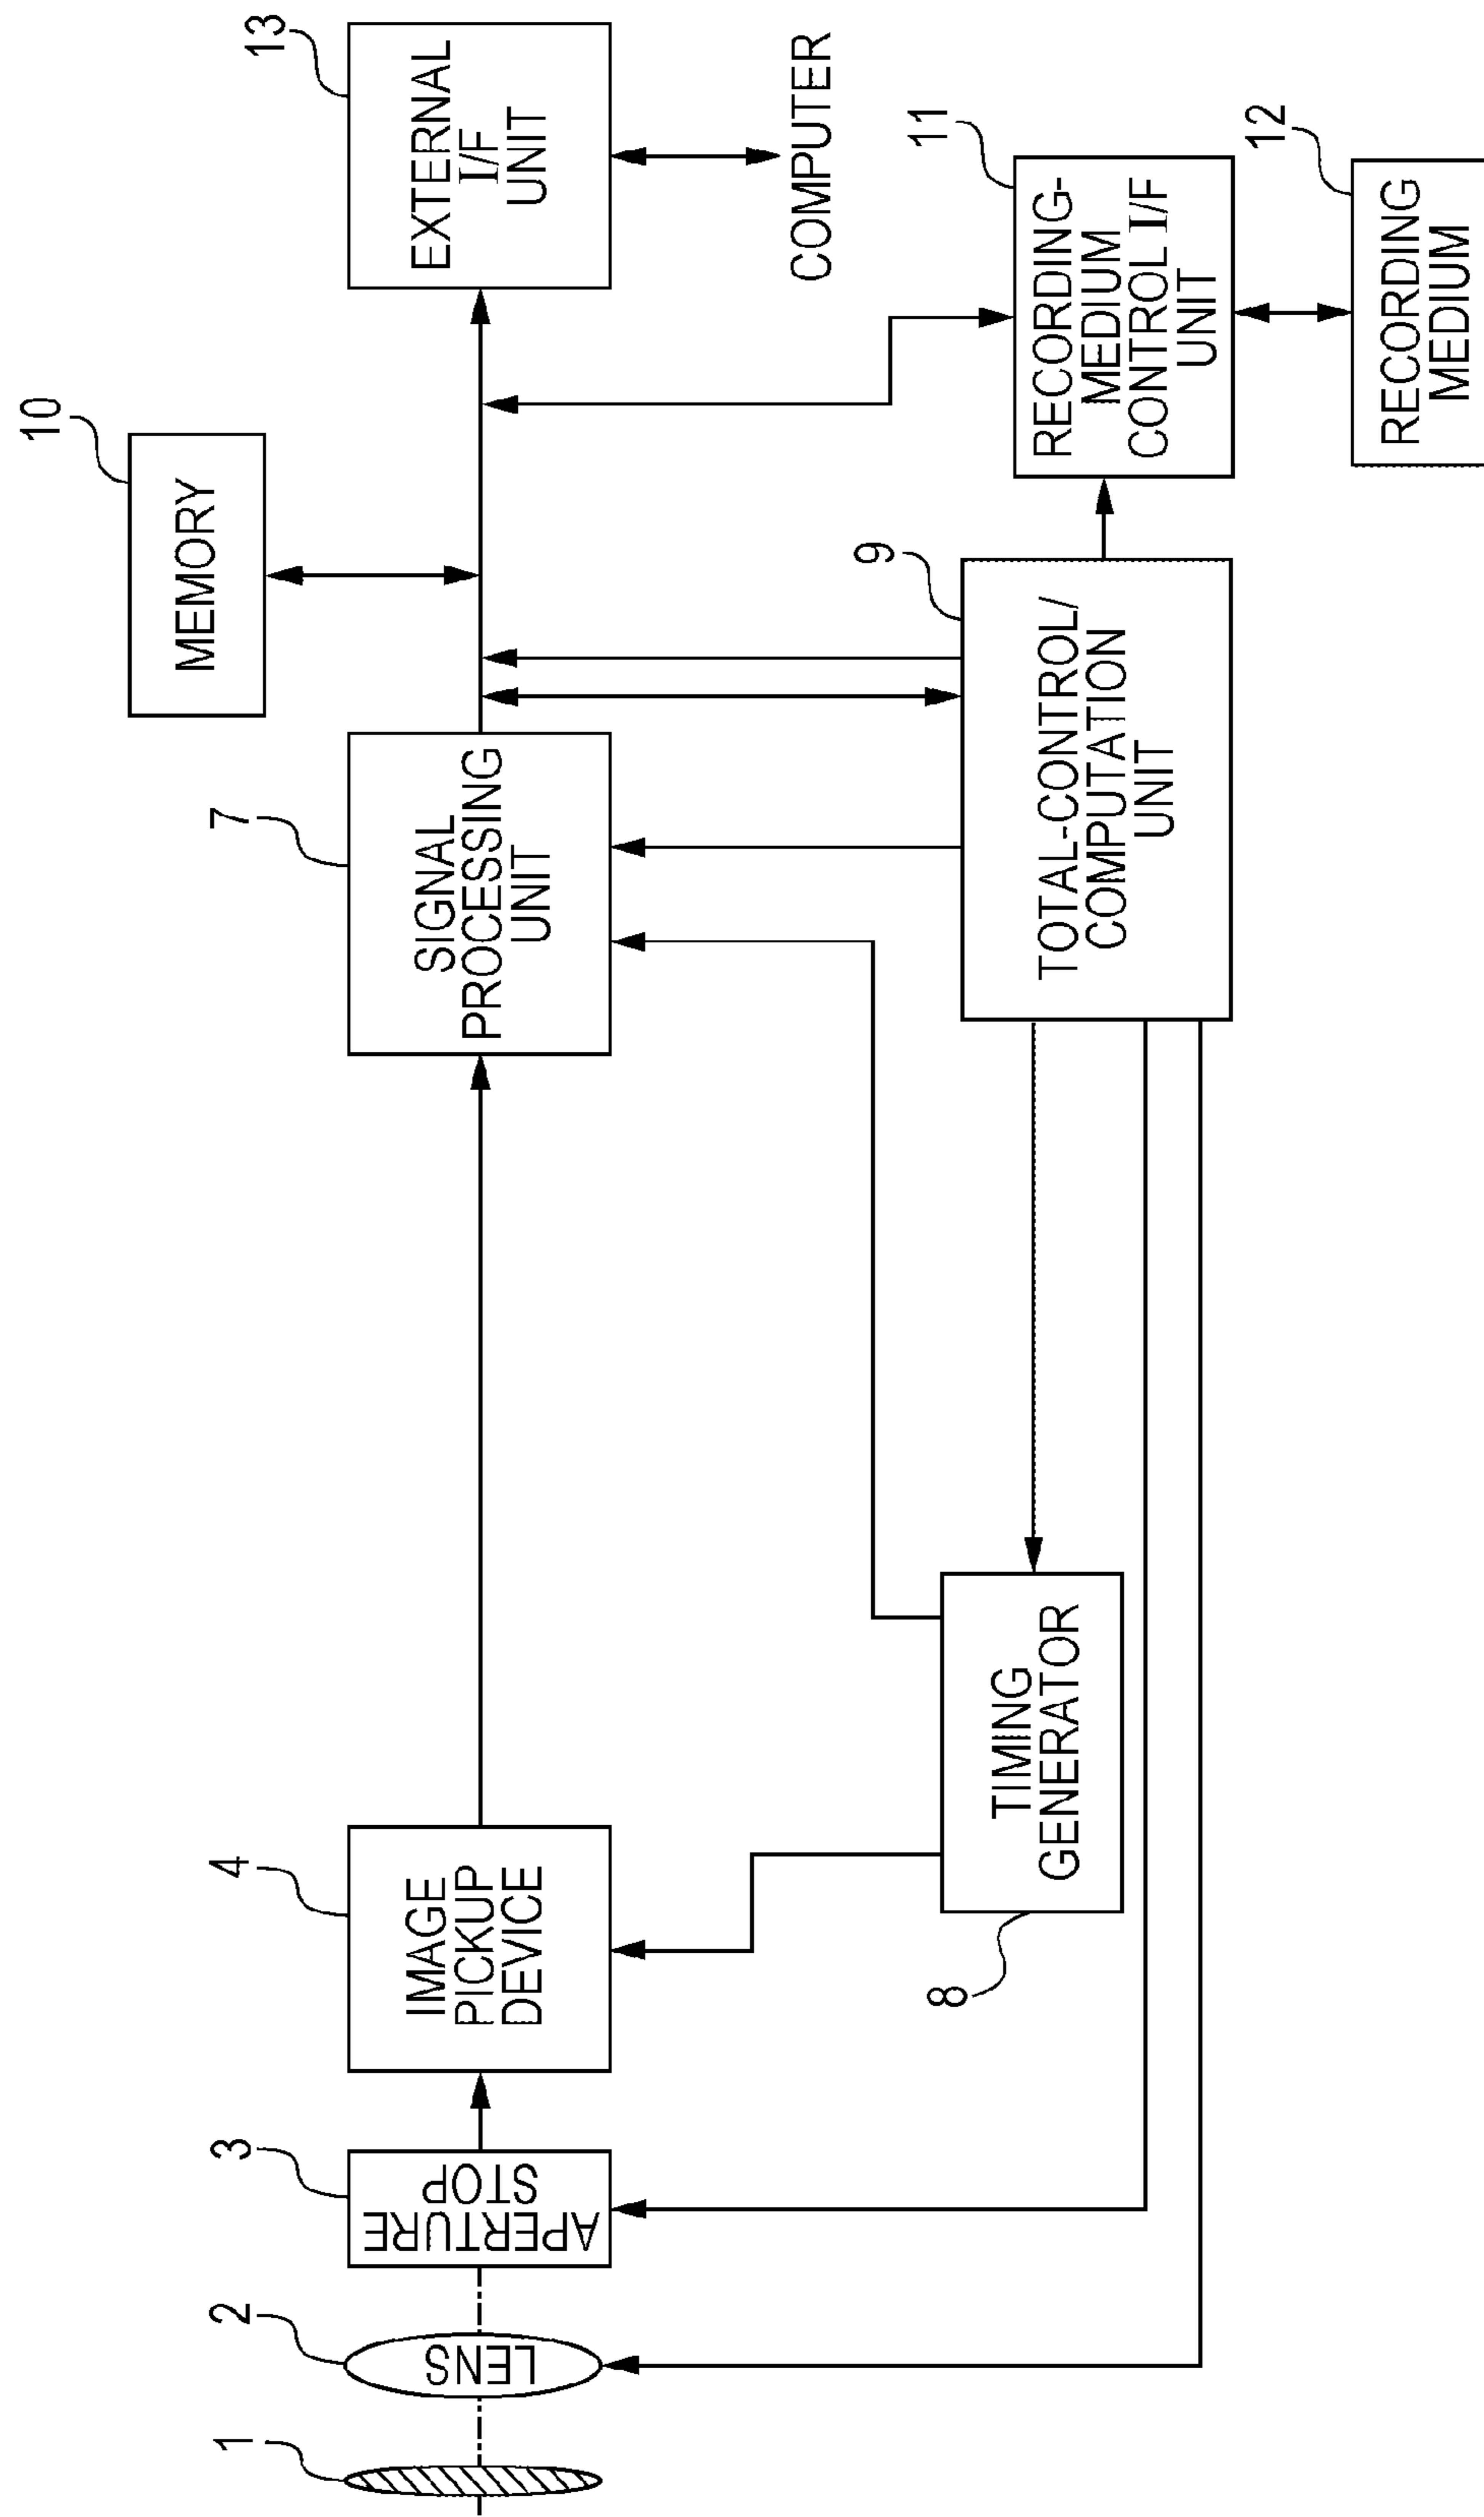 1
2
LENS
3
APERTURE
STOP
4
IMAGE
PICKUP
DEVICE
7
SIGNAL
PROCESSING
UNIT
10
MEMORY
13
EXTERNAL
I/F
UNIT
COMPUTER
8
TIMING
GENERATOR
9
TOTAL-CONTROL/
COMPUTATION
UNIT
11
RECORDING-
MEDIUM
CONTROL I/F
UNIT
12
RECORDING
MEDIUM